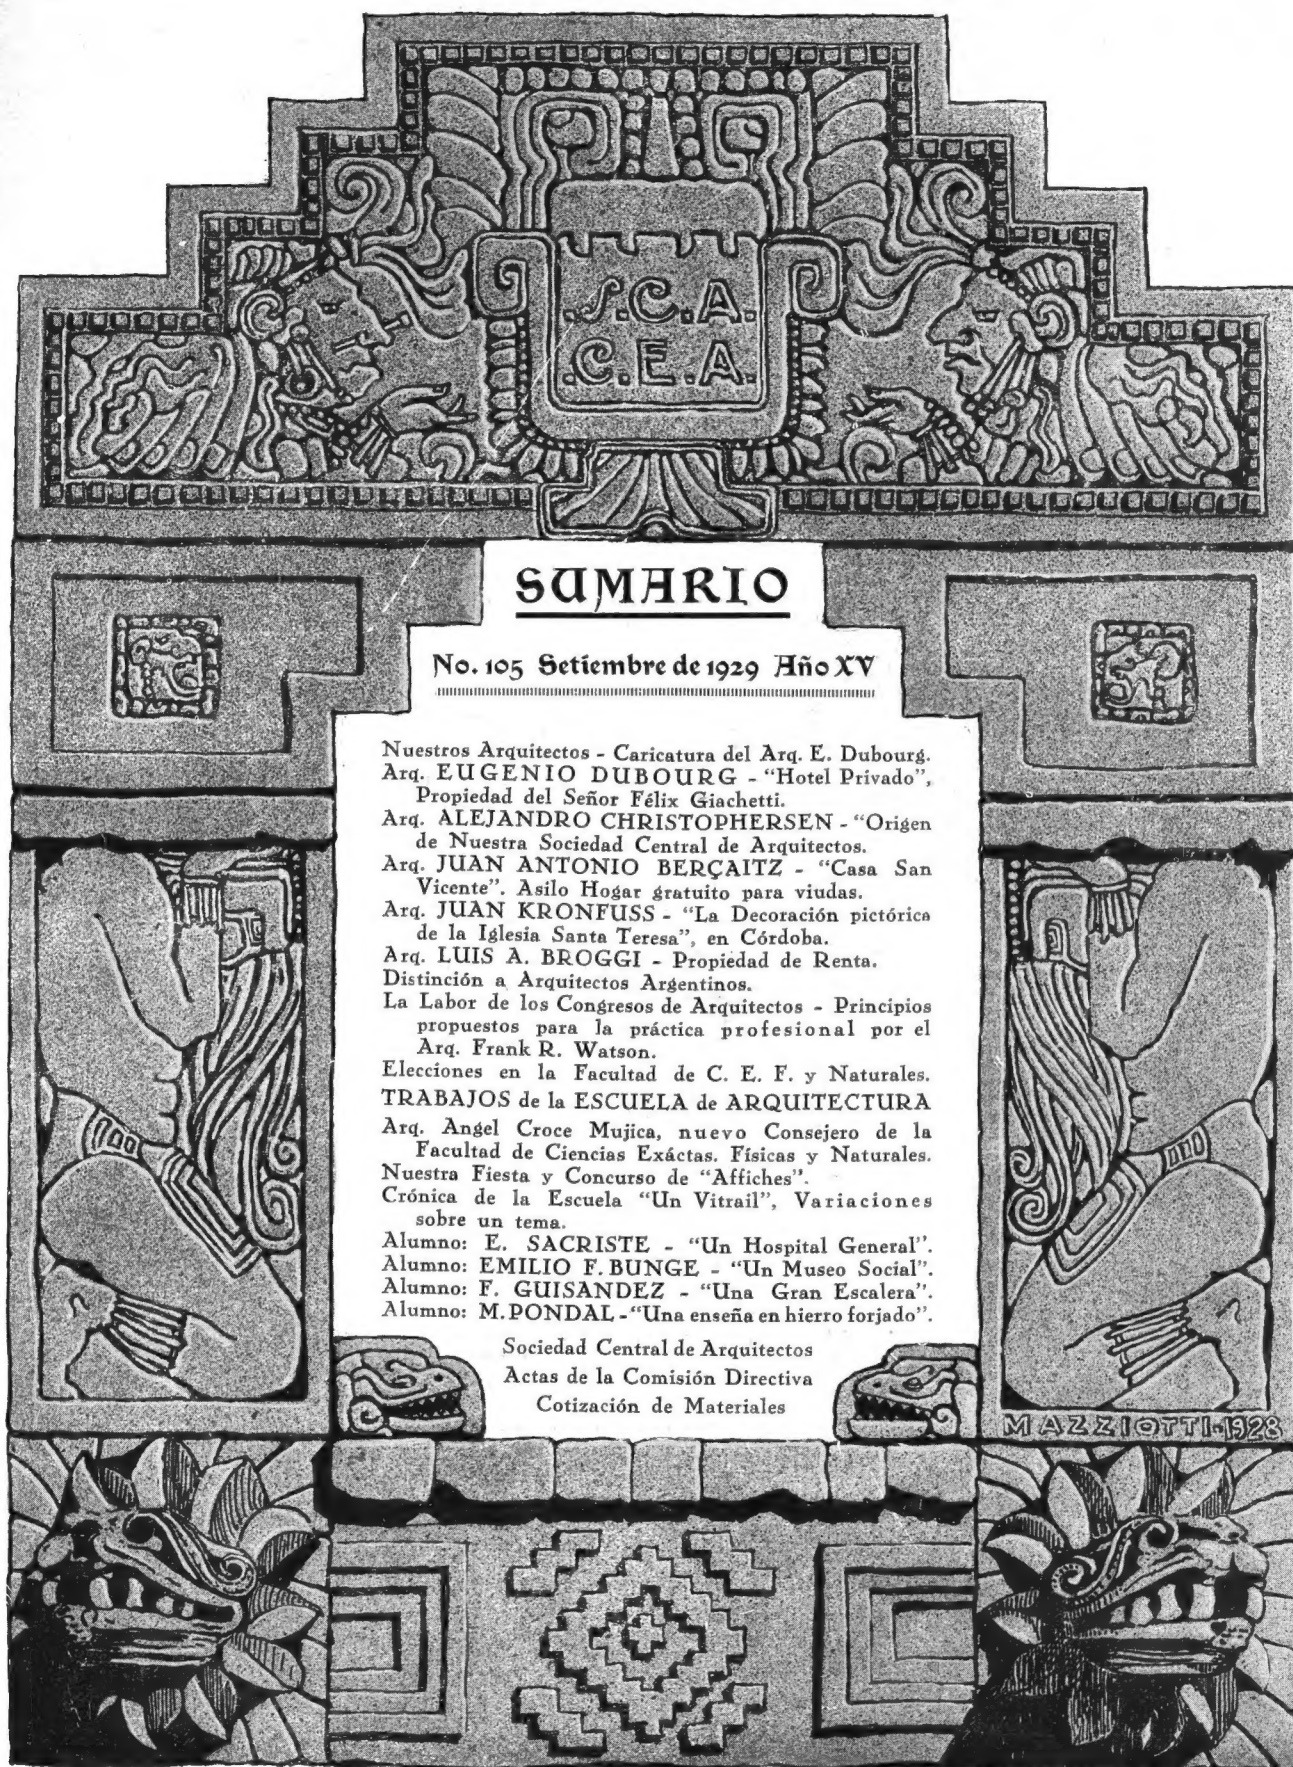 .S.C.A.
.C.E.A.
SUMARIO
No. 105 Setiembre de 1929 Año XV
Nuestros Arquitectos - Caricatura del Arq. E. Dubourg.
Arq. EUGENIO DUBOURG - “Hotel Privado”,
Propiedad del Señor Félix Giachetti.
Arq. ALEJANDRO CHRISTOPHERSEN - “Origen
de Nuestra Sociedad Central de Arquitectos.
Arq. JUAN ANTONIO BERÇAITZ - “Casa San
Vicente”. Asilo Hogar gratuito para viudas.
Arq. JUAN KRONFUSS - “La Decoración pictórica
de la Iglesia Santa Teresa”, en Córdoba.
Arq. LUIS A. BROGGI - Propiedad de Renta.
Distinción a Arquitectos Argentinos.
La Labor de los Congresos de Arquitectos - Principios
propuestos para la práctica profesional por el
Arq. Frank R. Watson.
Elecciones en la Facultad de C. E. F. y Naturales.
TRABAJOS de la ESCUELA de ARQUITECTURA
Arq. Angel Croce Mujica, nuevo Consejero de la
Facultad de Ciencias Exáctas. Físicas y Naturales.
Nuestra Fiesta y Concurso de “Affiches”.
Crónica de la Escuela “Un Vitrail”, Variaciones
sobre un tema.
Alumno: E. SACRISTE - “Un Hospital General”.
Alumno: EMILIO F. BUNGE - “Un Museo Social”.
Alumno: F. GUISANDEZ - “Una Gran Escalera”.
Alumno: M. PONDAL - “Una enseña en hierro forjado”.
Sociedad Central de Arquitectos
Actas de la Comisión Directiva
Cotización de Materiales
MAZZIOTTI-1928